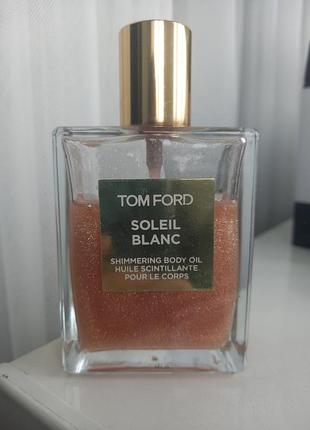 TOM FORD
SOLEIL
BLANC
SHIMMERING BODY OIL
HUILE SCINTILLANTE
POUR LE CORPS